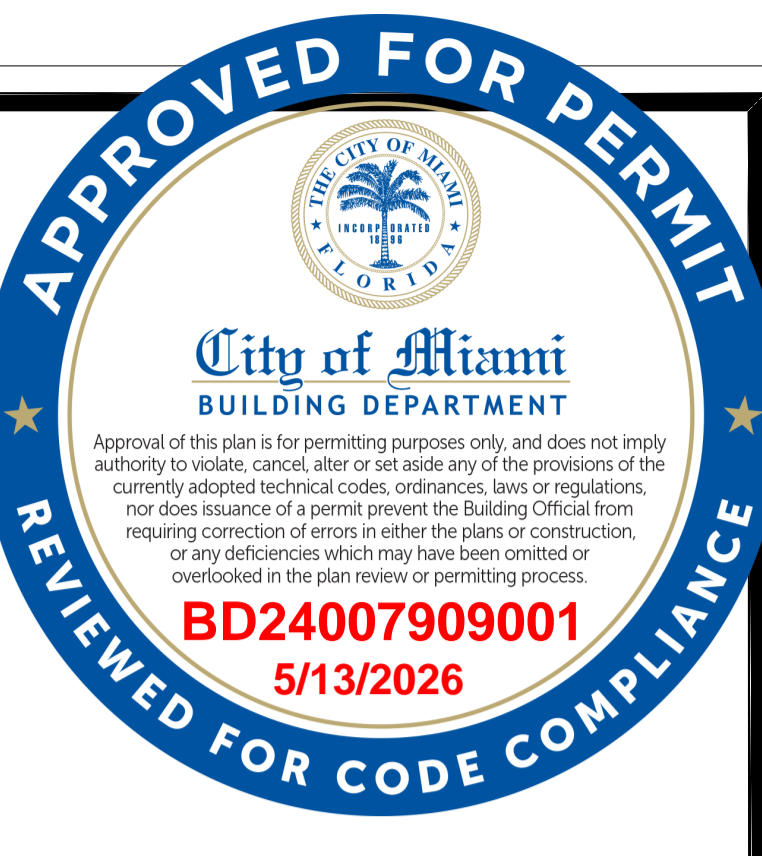 APPROVED FOR PERMIT
THE CITY OF MIAMI
INCORPORATED
1896
FLORIDA
City of Miami
BUILDING DEPARTMENT
Approval of this plan is for permitting purposes only, and does not imply
authority to violate, cancel, alter or set aside any of the provisions of the
currently adopted technical codes, ordinances, laws or regulations,
nor does issuance of a permit prevent the Building Official from
requiring correction of errors in either the plans or construction,
or any deficiencies which may have been omitted or
overlooked in the plan review or permitting process.
BD24007909001
5/13/2026
REVIEWED FOR CODE COMPLIANCE